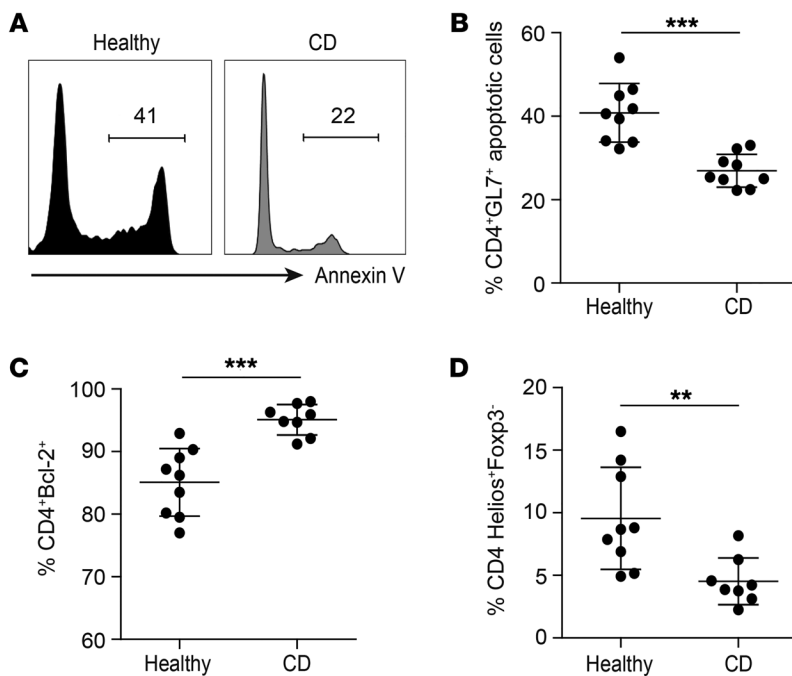 A
Healthy
CD
41
22
Annexin V
B
% CD4⁺GL7⁺ apoptotic cells
60
40
20
0
***
Healthy
CD
C
% CD4⁺Bcl-2⁺
100
90
80
70
60
***
Healthy
CD
D
% CD4 Helios⁺Foxp3⁻
20
15
10
5
0
**
Healthy
CD